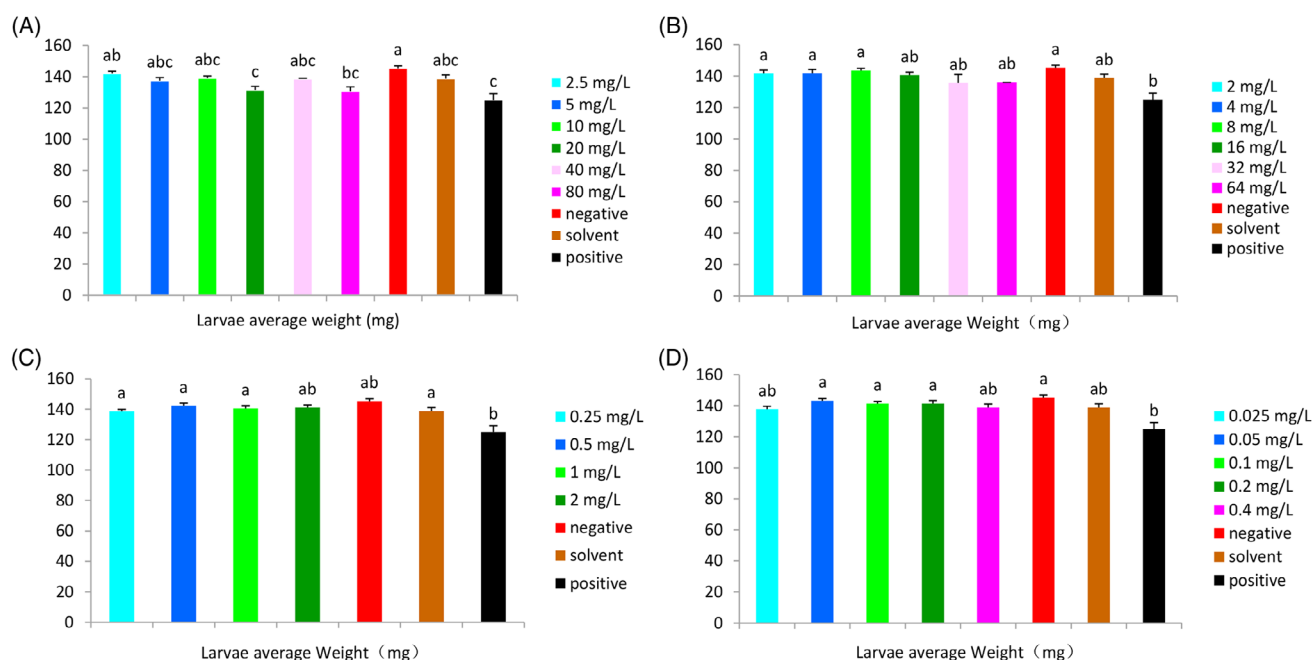 (A)
160
140
120
100
80
60
40
20
0
ab
abc
abc
c
abc
bc
a
abc
c
Larvae average weight (mg)
2.5 mg/L
5 mg/L
10 mg/L
20 mg/L
40 mg/L
80 mg/L
negative
solvent
positive
(B)
160
140
120
100
80
60
40
20
0
a
a
a
ab
ab
ab
a
ab
b
Larvae average Weight（mg）
2 mg/L
4 mg/L
8 mg/L
16 mg/L
32 mg/L
64 mg/L
negative
solvent
positive
(C)
160
140
120
100
80
60
40
20
0
a
a
a
ab
ab
a
b
Larvae average Weight（mg）
0.25 mg/L
0.5 mg/L
1 mg/L
2 mg/L
negative
solvent
positive
(D)
160
140
120
100
80
60
40
20
0
ab
a
a
a
ab
a
ab
b
Larvae average Weight（mg）
0.025 mg/L
0.05 mg/L
0.1 mg/L
0.2 mg/L
0.4 mg/L
negative
solvent
positive